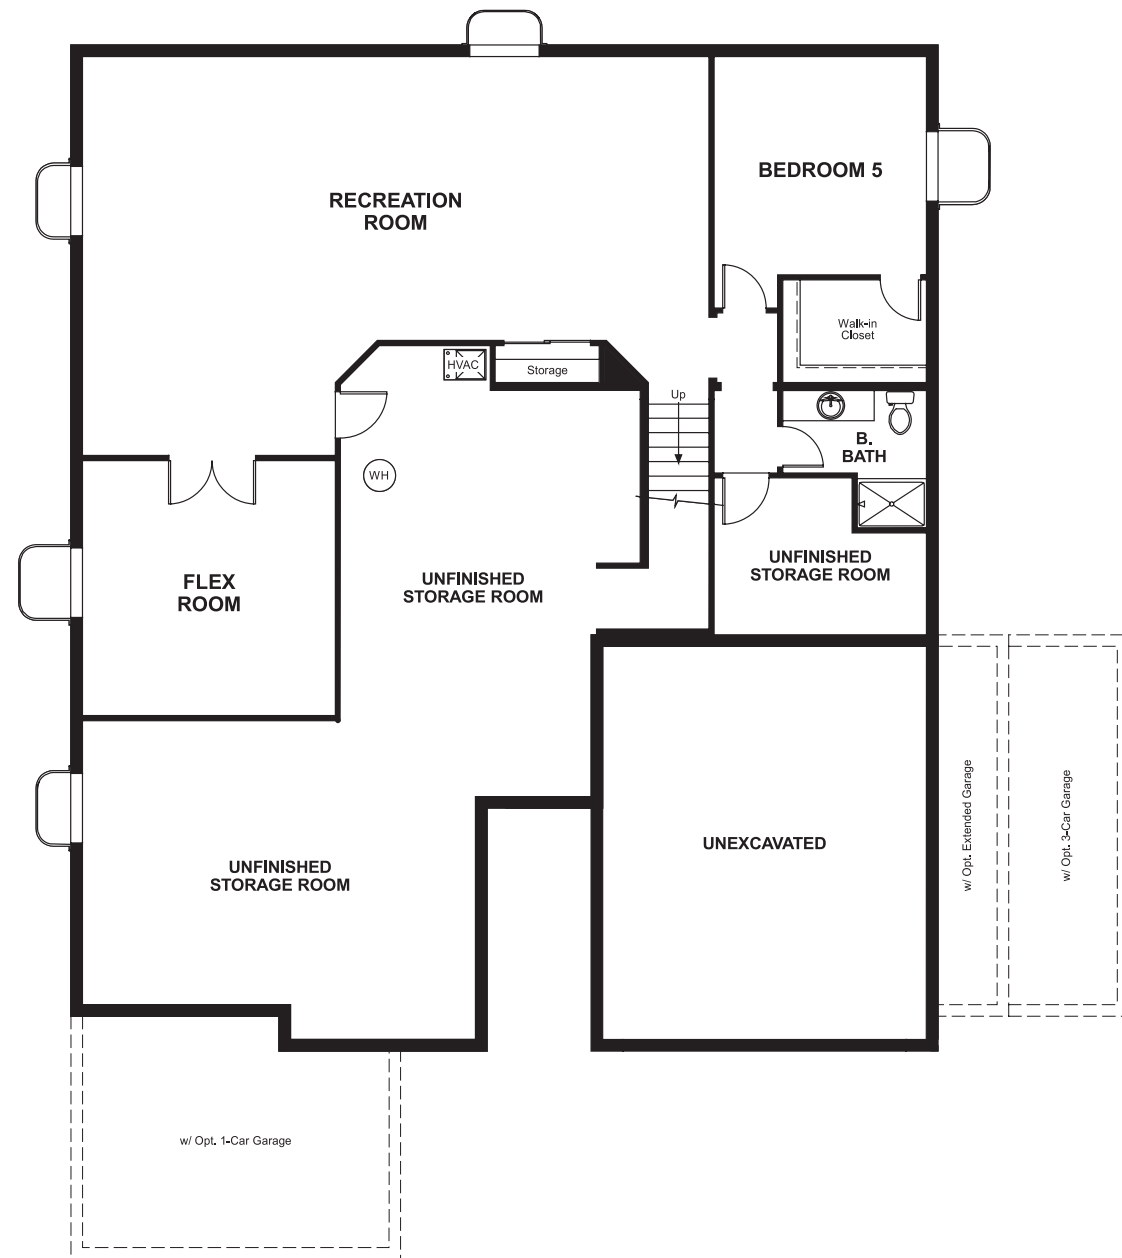 BEDROOM 5
RECREATION
ROOM
Walk-in
Closet
HVAC
Storage
Up
B.
BATH
WH
UNFINISHED
STORAGE ROOM
FLEX
ROOM
UNFINISHED
STORAGE ROOM
UNEXCAVATED
w/ Opt. Extended Garage
w/ Opt. 3-Car Garage
UNFINISHED
STORAGE ROOM
w/ Opt. 1-Car Garage